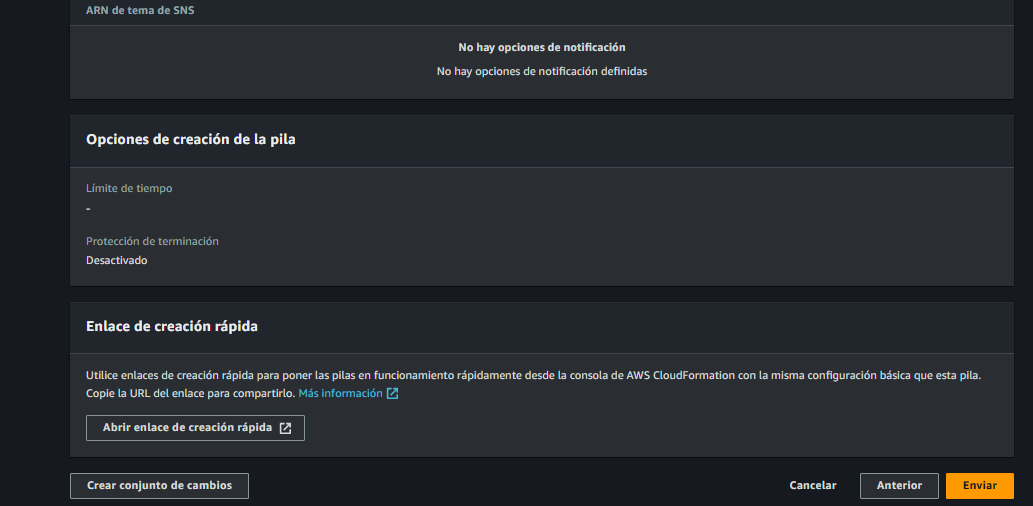 ARN de tema de SNS
No hay opciones de notificación
No hay opciones de notificación definidas
Opciones de creación de la pila
Límite de tiempo
-
Protección de terminación
Desactivado
Enlace de creación rápida
Utilice enlaces de creación rápida para poner las pilas en funcionamiento rápidamente desde la consola de AWS CloudFormation con la misma configuración básica que esta pila.
Copie la URL del enlace para compartirlo. Más información
Abrir enlace de creación rápida
Crear conjunto de cambios
Cancelar
Anterior
Enviar